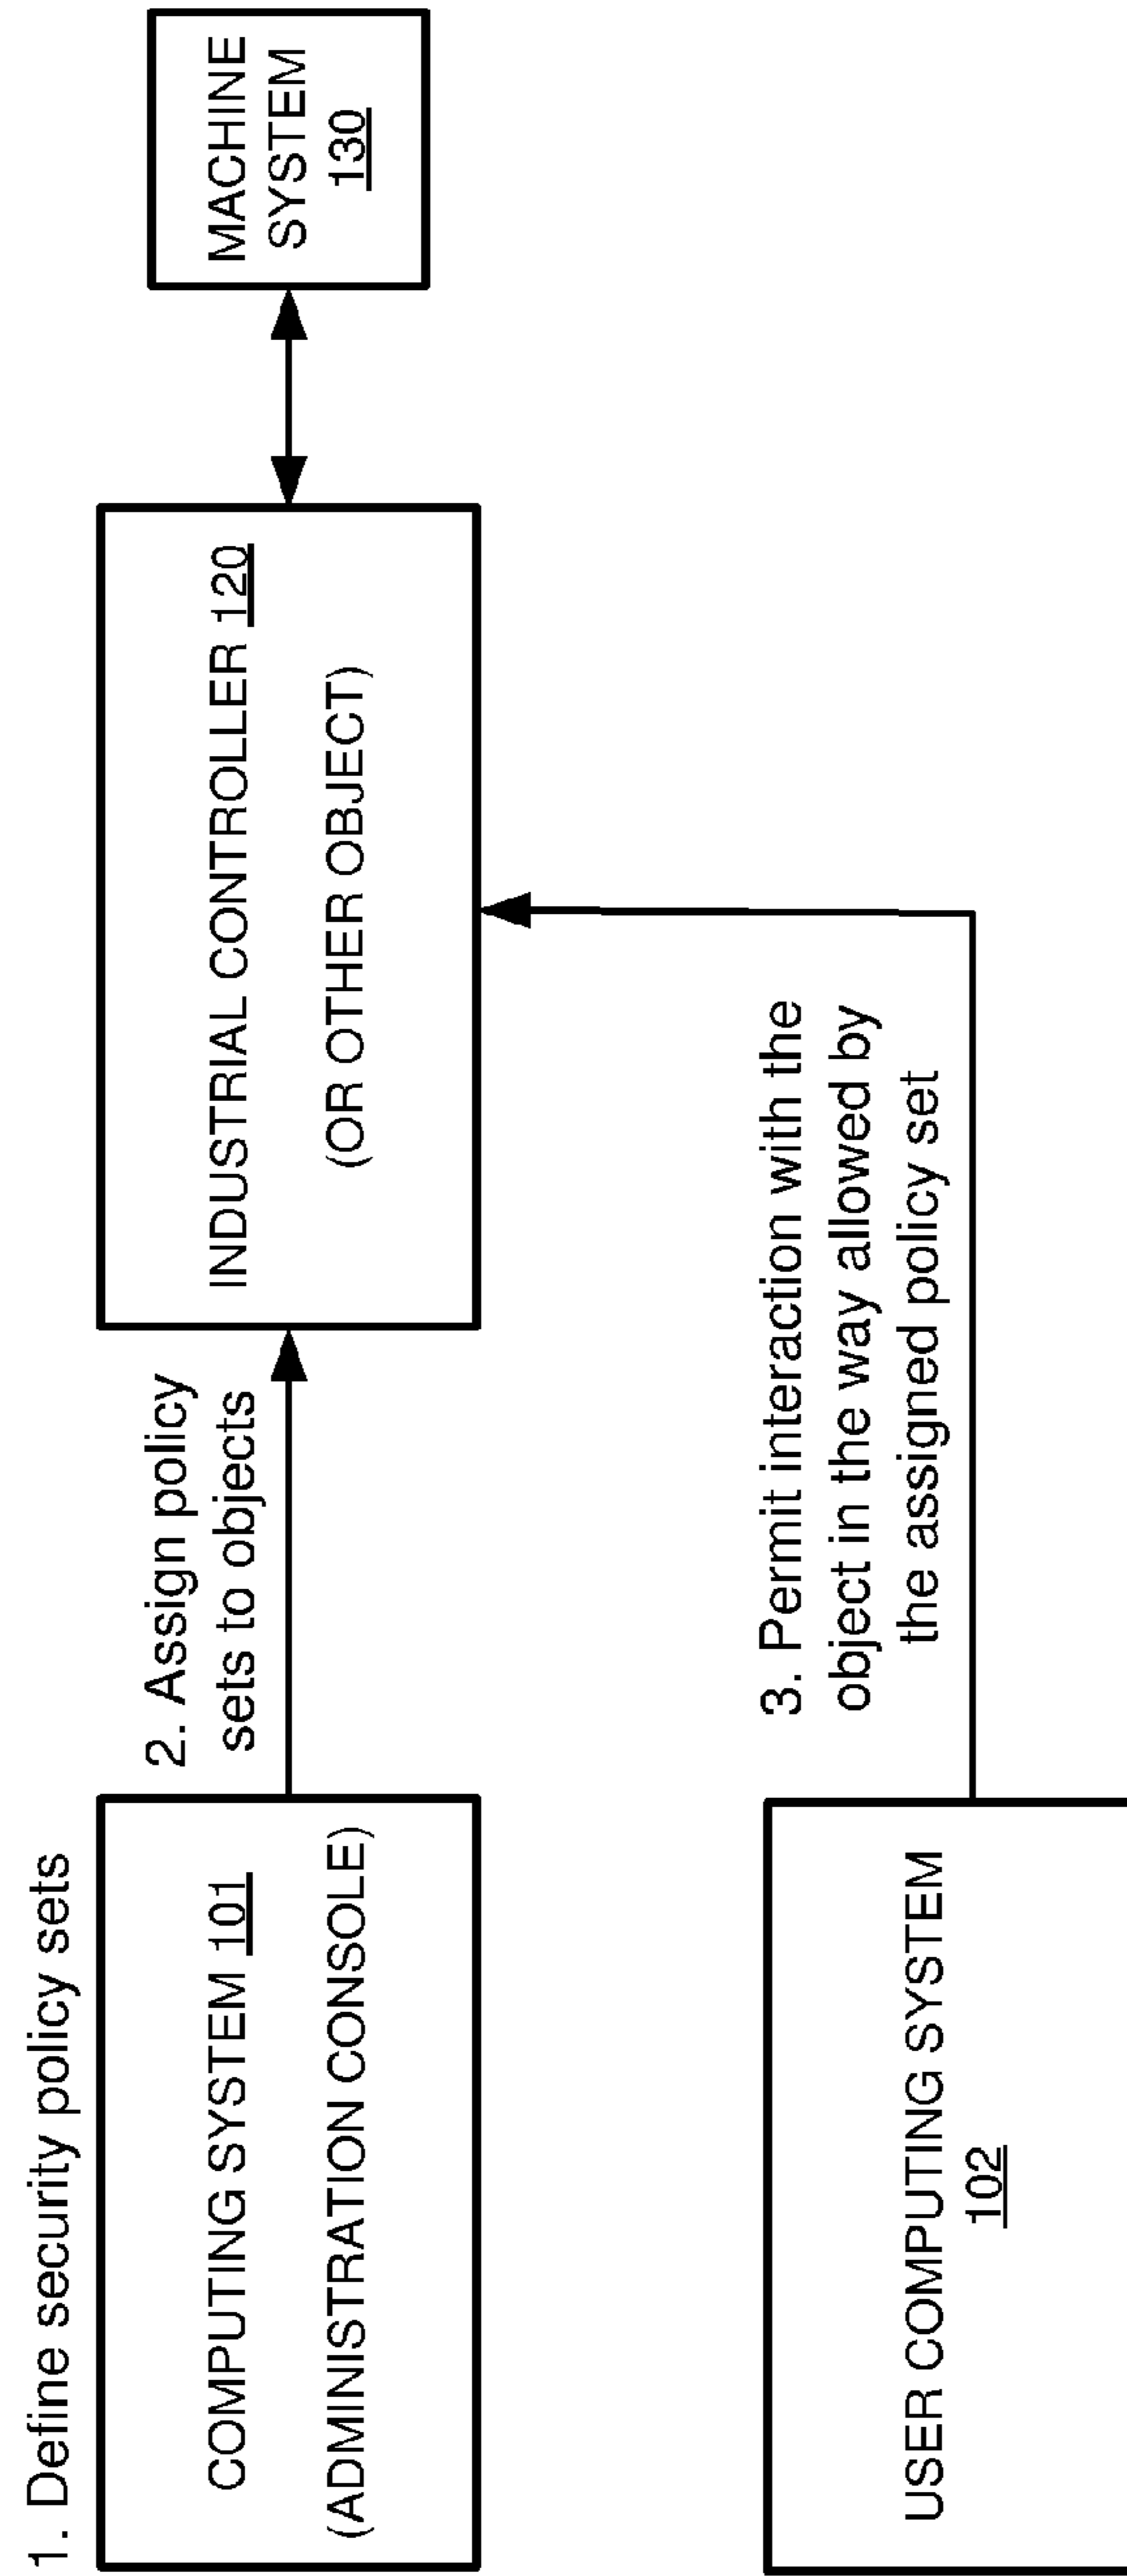 1. Define security policy sets
COMPUTING SYSTEM 101
(ADMINISTRATION CONSOLE)
2. Assign policy
sets to objects
INDUSTRIAL CONTROLLER 120
(OR OTHER OBJECT)
MACHINE
SYSTEM
130
USER COMPUTING SYSTEM
102
3. Permit interaction with the
object in the way allowed by
the assigned policy set